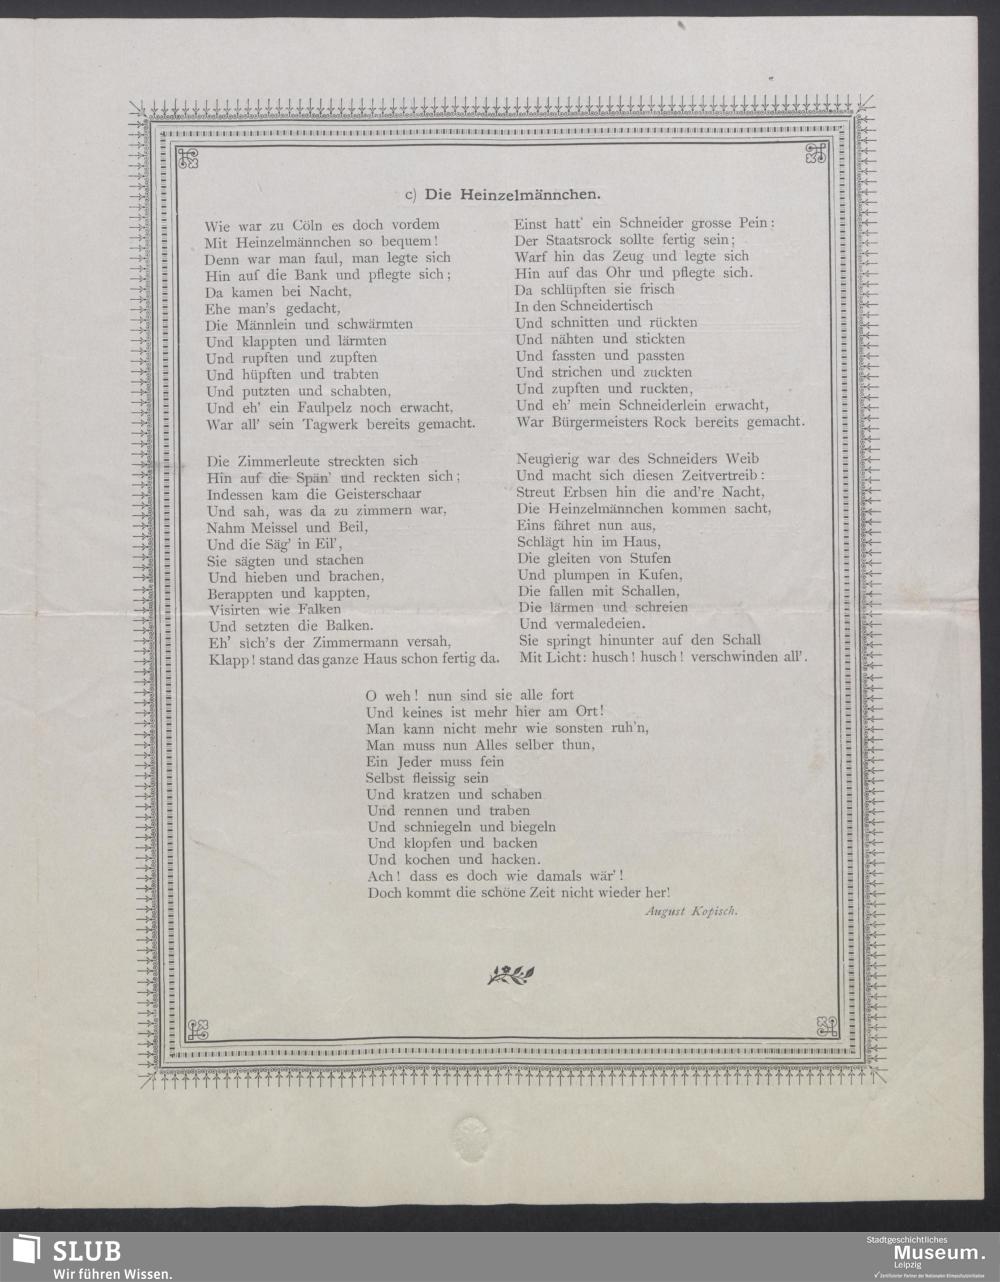 c) Die Heinzelmännchen.
Wie war zu Cöln es doch vordem
Mit Heinzelmännchen so bequem!
Denn war man faul, man legte sich
Hin auf die Bank und pflegte sich;
Da kamen bei Nacht,
Ehe man's gedacht,
Die Männlein und schwärmten
Und klappten und lärmten
Und rupften und zupften
Und hüpften und trabten
Und putzten und schabten,
Und eh' ein Faulpelz noch erwacht,
War all' sein Tagwerk bereits gemacht.
Die Zimmerleute streckten sich
Hin auf die Spän' und reckten sich;
Indessen kam die Geisterschaar
Und sah, was da zu zimmern war,
Nahm Meissel und Beil,
Und die Säg' in Eil',
Sie sägten und stachen
Und hieben und brachen,
Berappten und kappten,
Visirten wie Falken
Und setzten die Balken.
Eh' sich's der Zimmermann versah,
Klapp! stand das ganze Haus schon fertig da.
Einst hatt' ein Schneider grosse Pein:
Der Staatsrock sollte fertig sein;
Warf hin das Zeug und legte sich
Hin auf das Ohr und pflegte sich.
Da schlüpften sie frisch
In den Schneidertisch
Und schnitten und rückten
Und nähten und stickten
Und fassten und passten
Und strichen und zuckten
Und zupften und ruckten,
Und eh' mein Schneiderlein erwacht,
War Bürgermeisters Rock bereits gemacht.
Neugierig war des Schneiders Weib
Und macht sich diesen Zeitvertreib:
Streut Erbsen hin die and're Nacht,
Die Heinzelmännchen kommen sacht,
Eins fähret nun aus,
Schlägt hin im Haus,
Die gleiten von Stufen
Und plumpen in Kufen,
Die fallen mit Schallen,
Die lärmen und schreien
Und vermaledeien.
Sie springt hinunter auf den Schall
Mit Licht: husch! husch! verschwinden all'.
O weh! nun sind sie alle fort
Und keines ist mehr hier am Ort!
Man kann nicht mehr wie sonsten ruh'n,
Man muss nun Alles selber thun,
Ein Jeder muss fein
Selbst fleissig sein
Und kratzen und schaben
Und rennen und traben
Und schniegeln und biegeln
Und klopfen und backen
Und kochen und hacken.
Ach! dass es doch wie damals wär'!
Doch kommt die schöne Zeit nicht wieder her!
August Kopisch.
SLUB
Wir führen Wissen.
Stadtgeschichtliches
Museum.
Leipzig
Zertifizierter Partner der Nationalen Klimaschutzinitiative